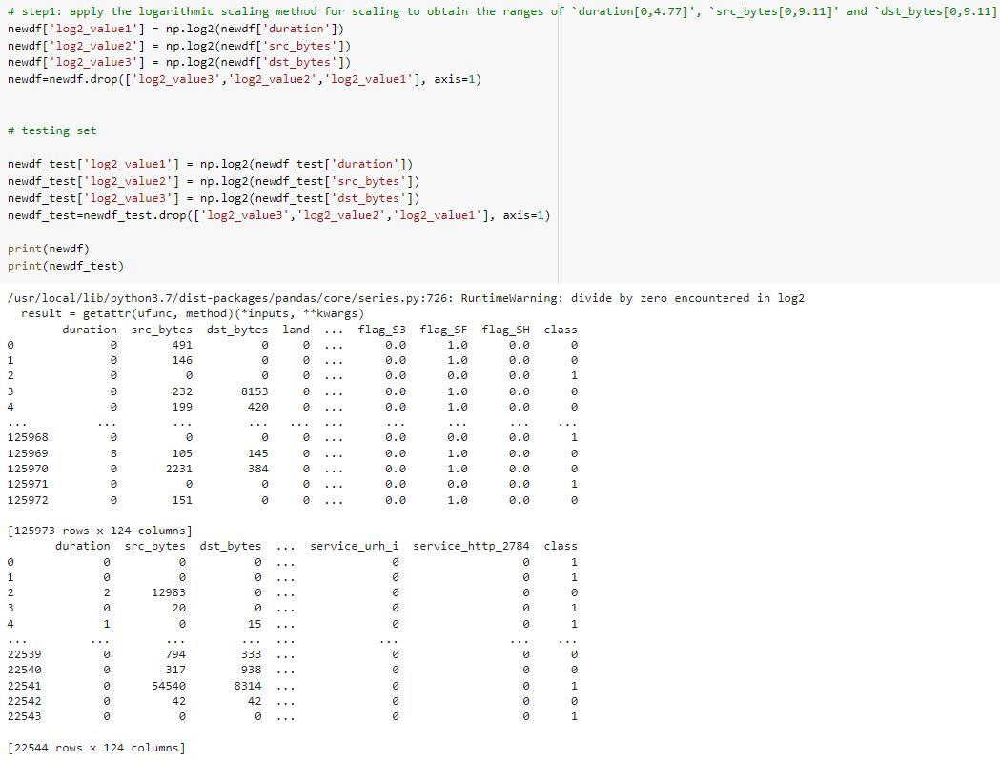 # step1: apply the logarithmic scaling method for scaling to obtain the ranges of `duration[0,4.77]', `src_bytes[0,9.11]' and `dst_bytes[0,9.11]
newdf['log2_value1'] = np.log2(newdf['duration'])
newdf['log2_value2'] = np.log2(newdf['src_bytes'])
newdf['log2_value3'] = np.log2(newdf['dst_bytes'])
newdf=newdf.drop(['log2_value3','log2_value2','log2_value1'], axis=1)
# testing set
newdf_test['log2_value1'] = np.log2(newdf_test['duration'])
newdf_test['log2_value2'] = np.log2(newdf_test['src_bytes'])
newdf_test['log2_value3'] = np.log2(newdf_test['dst_bytes'])
newdf_test=newdf_test.drop(['log2_value3','log2_value2','log2_value1'], axis=1)
print(newdf)
print(newdf_test)
/usr/local/lib/python3.7/dist-packages/pandas/core/series.py:726: RuntimeWarning: divide by zero encountered in log2
result = getattr(ufunc, method)(*inputs, **kwargs)
duration src_bytes dst_bytes land ... flag_S3 flag_SF flag_SH class
0 0 491 0 0 ... 0.0 1.0 0.0 0
1 0 146 0 0 ... 0.0 1.0 0.0 0
2 0 0 0 0 ... 0.0 0.0 0.0 1
3 0 232 8153 0 ... 0.0 1.0 0.0 0
4 0 199 420 0 ... 0.0 1.0 0.0 0
... ... ... ... ... ... ... ... ... ...
125968 0 0 0 0 ... 0.0 0.0 0.0 1
125969 8 105 145 0 ... 0.0 1.0 0.0 0
125970 0 2231 384 0 ... 0.0 1.0 0.0 0
125971 0 0 0 0 ... 0.0 0.0 0.0 1
125972 0 151 0 0 ... 0.0 1.0 0.0 0
[125973 rows x 124 columns]
duration src_bytes dst_bytes ... service_urh_i service_http_2784 class
0 0 0 0 ... 0 0 1
1 0 0 0 ... 0 0 1
2 2 12983 0 ... 0 0 0
3 0 20 0 ... 0 0 1
4 1 0 15 ... 0 0 1
... ... ... ... ... ... ... ...
22539 0 794 333 ... 0 0 0
22540 0 317 938 ... 0 0 0
22541 0 54540 8314 ... 0 0 1
22542 0 42 42 ... 0 0 0
22543 0 0 0 ... 0 0 1
[22544 rows x 124 columns]